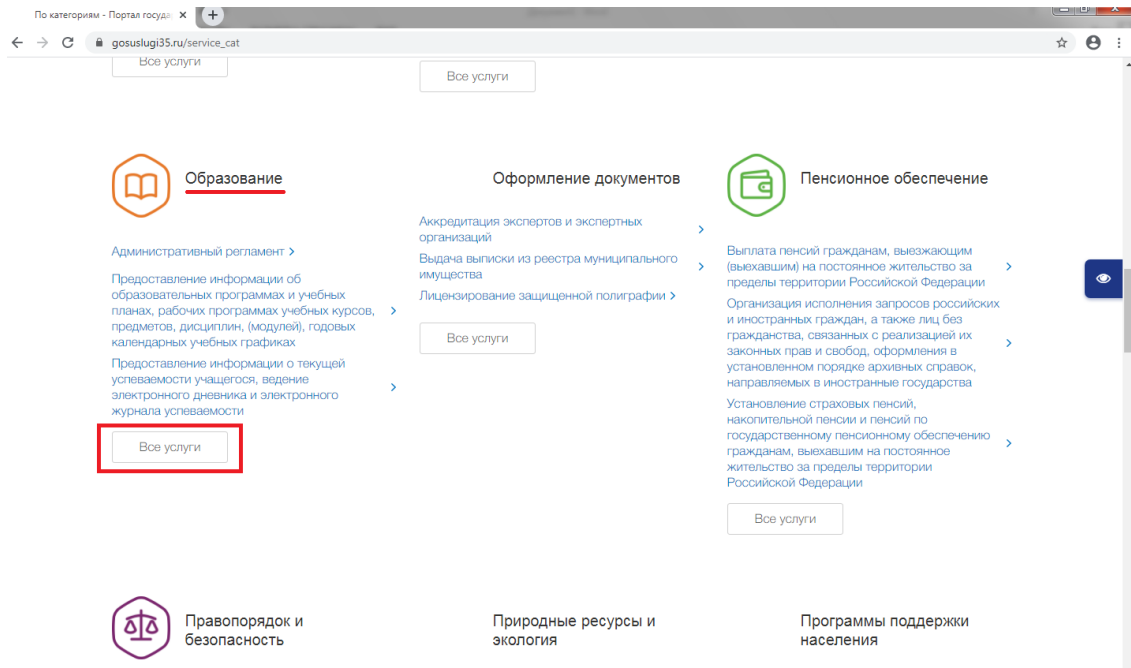 По категориям - Портал госуда
gosuslugi35.ru/service_cat
Все услуги
Все услуги
Образование
Административный регламент
Предоставление информации об
образовательных программах и учебных
планах, рабочих программах учебных курсов,
предметов, дисциплин, (модулей), годовых
календарных учебных графиках
Предоставление информации о текущей
успеваемости учащегося, ведение
электронного дневника и электронного
журнала успеваемости
Все услуги
Оформление документов
Аккредитация экспертов и экспертных
организаций
Выдача выписки из реестра муниципального
имущества
Лицензирование защищенной полиграфии
Все услуги
Пенсионное обеспечение
Выплата пенсий гражданам, выезжающим
(выехавшим) на постоянное жительство за
пределы территории Российской Федерации
Организация исполнения запросов российских
и иностранных граждан, а также лиц без
гражданства, связанных с реализацией их
законных прав и свобод, оформления в
установленном порядке архивных справок,
направляемых в иностранные государства
Установление страховых пенсий,
накопительной пенсии и пенсий по
государственному пенсионному обеспечению
гражданам, выехавшим на постоянное
жительство за пределы территории
Российской Федерации
Все услуги
Правопорядок и
безопасность
Природные ресурсы и
экология
Программы поддержки
населения